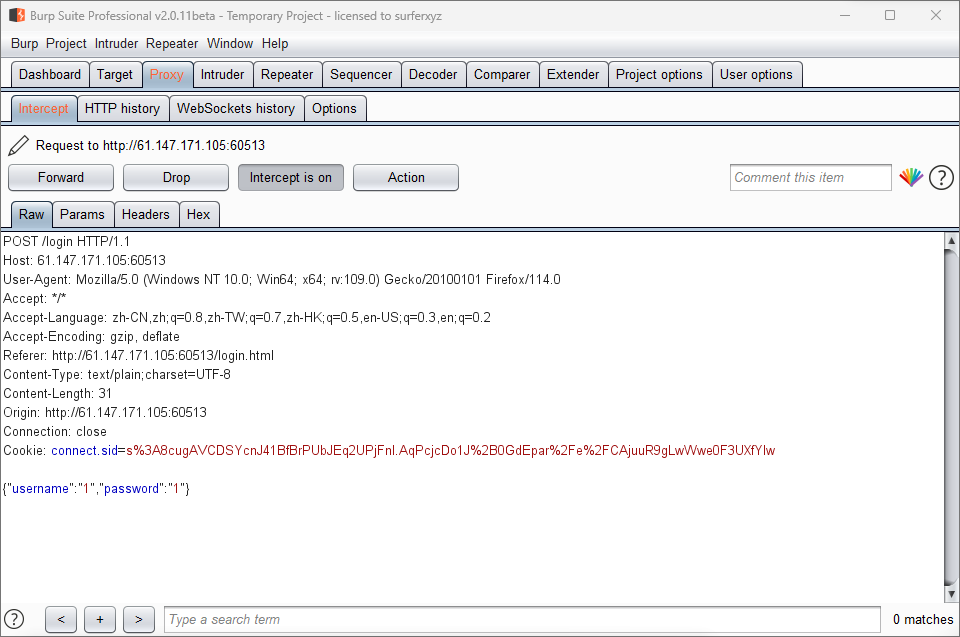 Burp Suite Professional v2.0.11beta - Temporary Project - licensed to surferxyz
Burp Project Intruder Repeater Window Help
Dashboard Target Proxy Intruder Repeater Sequencer Decoder Comparer Extender Project options User options
Intercept HTTP history WebSockets history Options
Request to http://61.147.171.105:60513
Forward Drop Intercept is on Action Comment this item ?
Raw Params Headers Hex
POST /login HTTP/1.1
Host: 61.147.171.105:60513
User-Agent: Mozilla/5.0 (Windows NT 10.0; Win64; x64; rv:109.0) Gecko/20100101 Firefox/114.0
Accept: */*
Accept-Language: zh-CN,zh;q=0.8,zh-TW;q=0.7,zh-HK;q=0.5,en-US;q=0.3,en;q=0.2
Accept-Encoding: gzip, deflate
Referer: http://61.147.171.105:60513/login.html
Content-Type: text/plain;charset=UTF-8
Content-Length: 31
Origin: http://61.147.171.105:60513
Connection: close
Cookie: connect.sid=s%3A8cugAVCDSYcnJ41BfBrPUbJEq2UPjFnI.AqPcjcDo1J%2B0GdEpar%2Fe%2FCAjuuR9gLwWwe0F3UXfYIw
{"username":"1","password":"1"}
? < + > Type a search term 0 matches